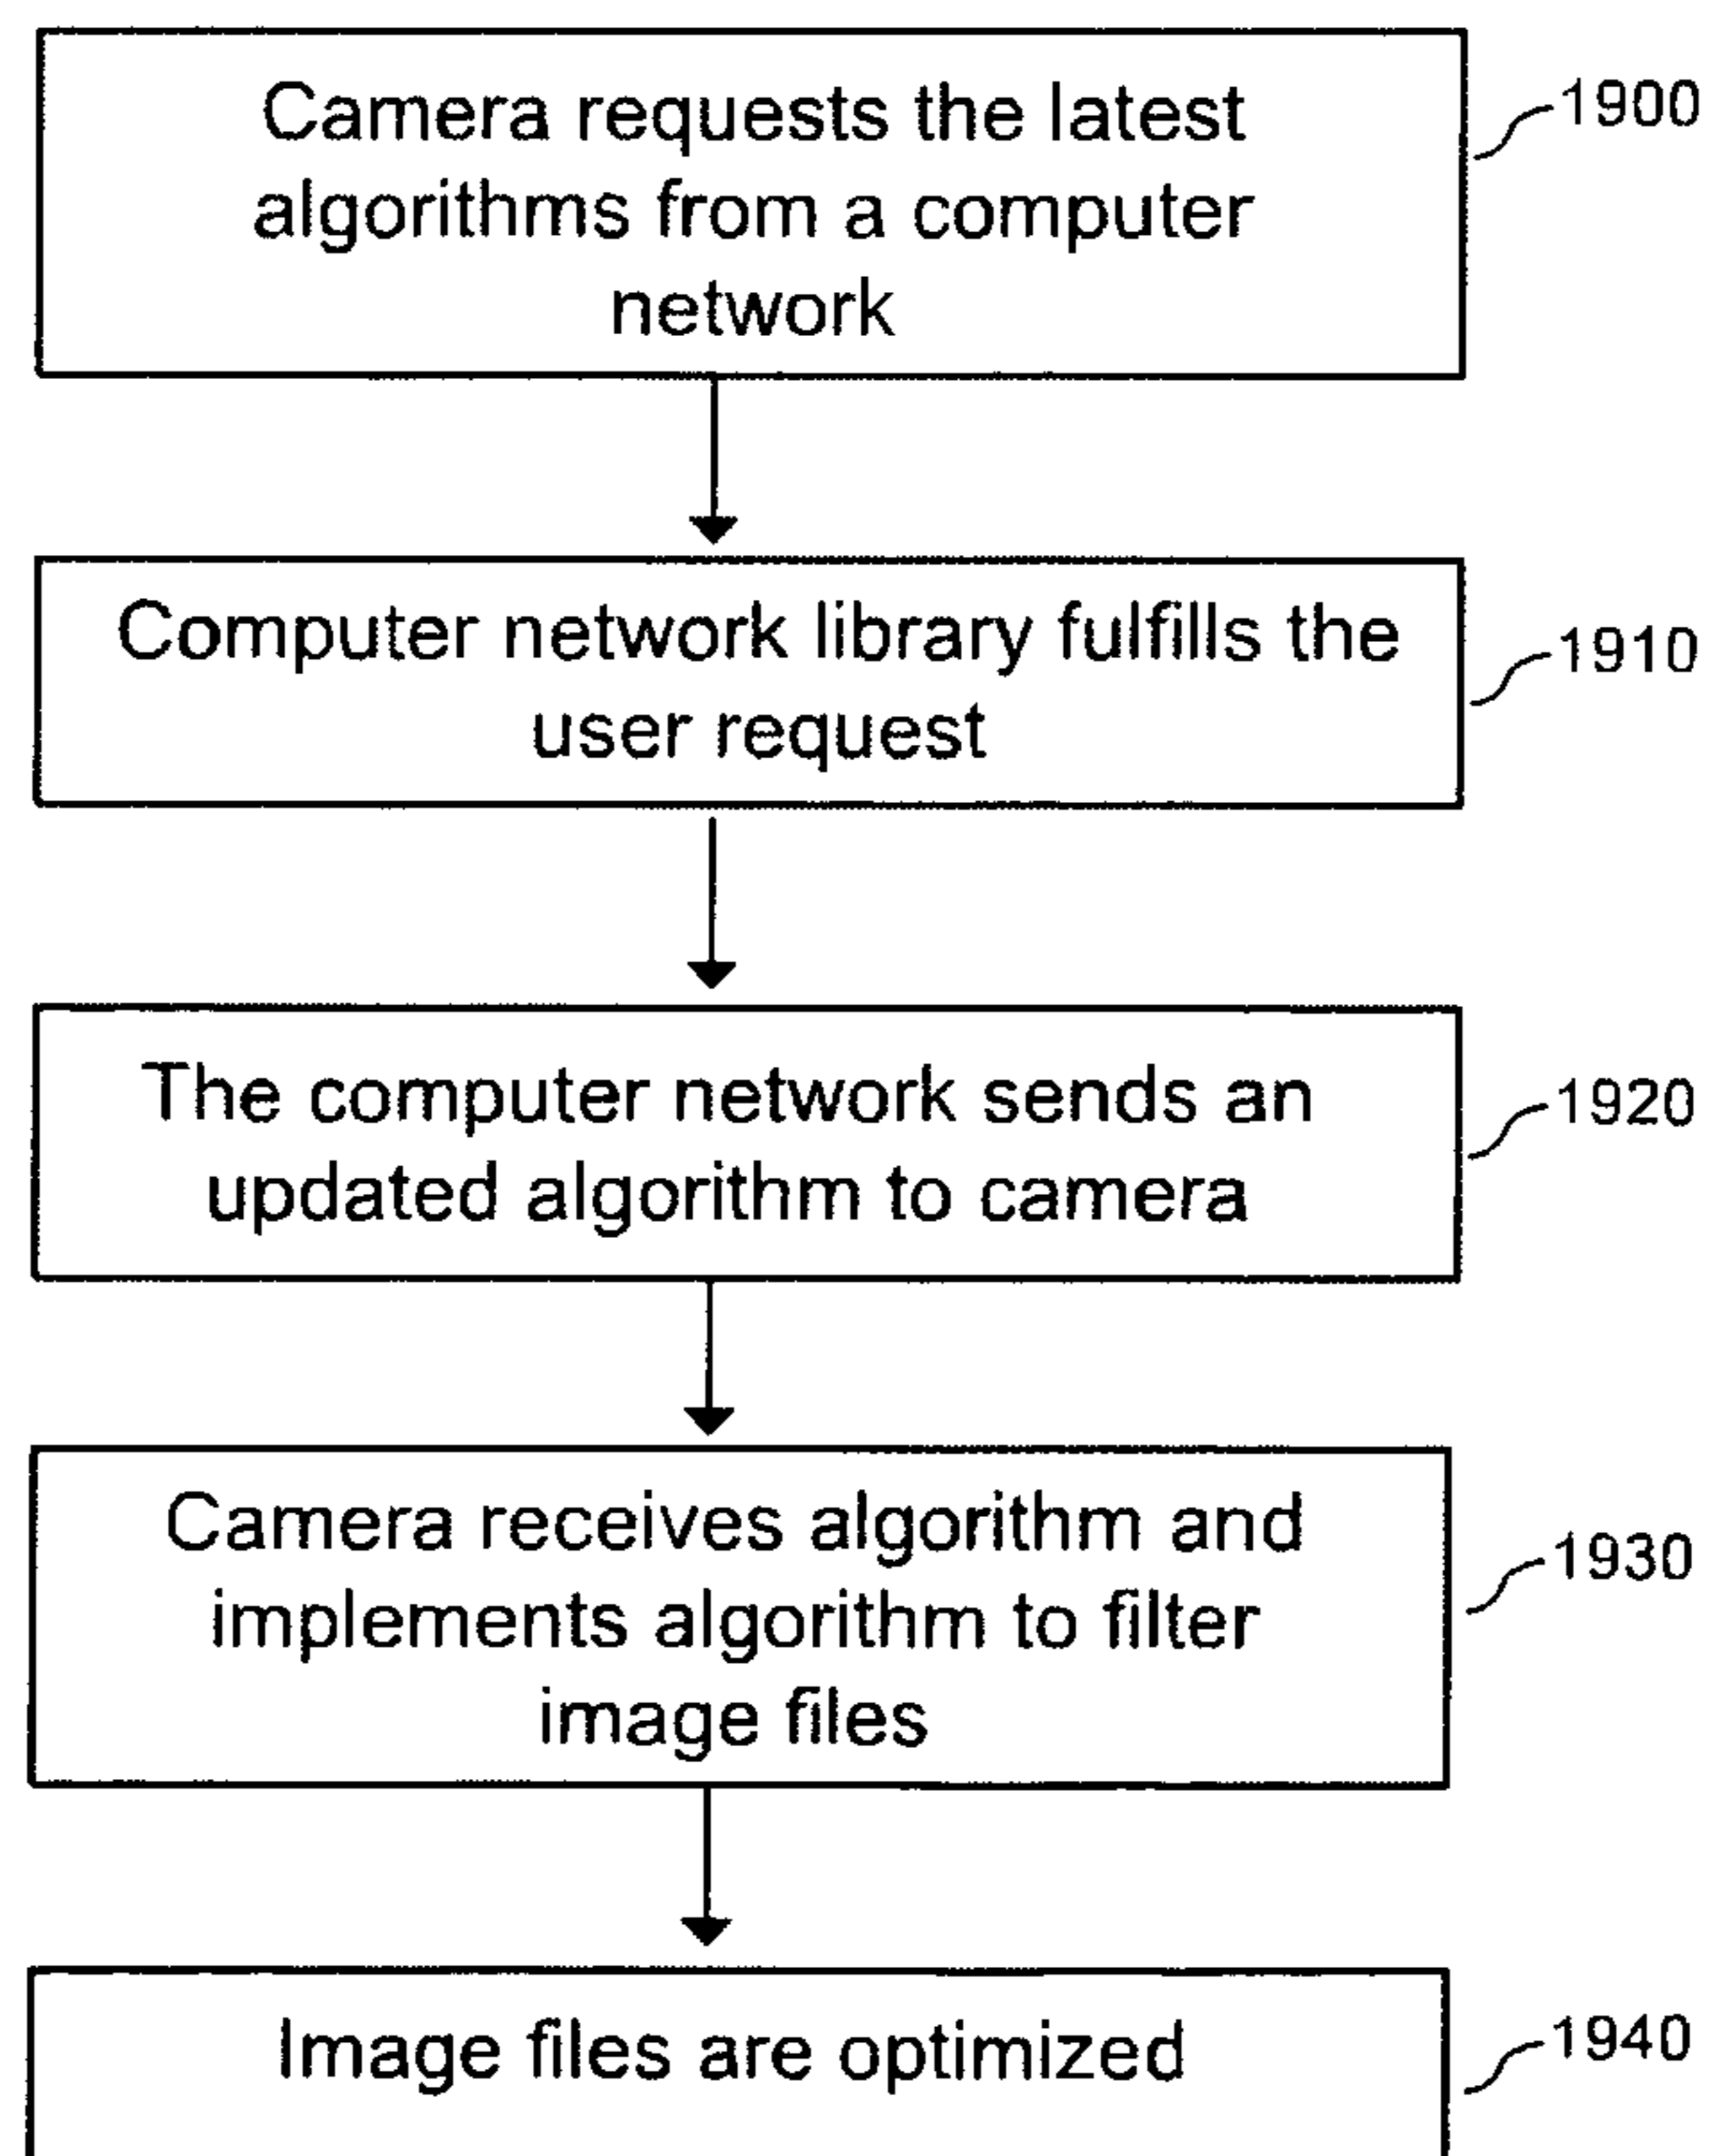 Camera requests the latest
algorithms from a computer
network
1900
Computer network library fulfills the
user request
1910
The computer network sends an
updated algorithm to camera
1920
Camera receives algorithm and
implements algorithm to filter
image files
1930
Image files are optimized
1940